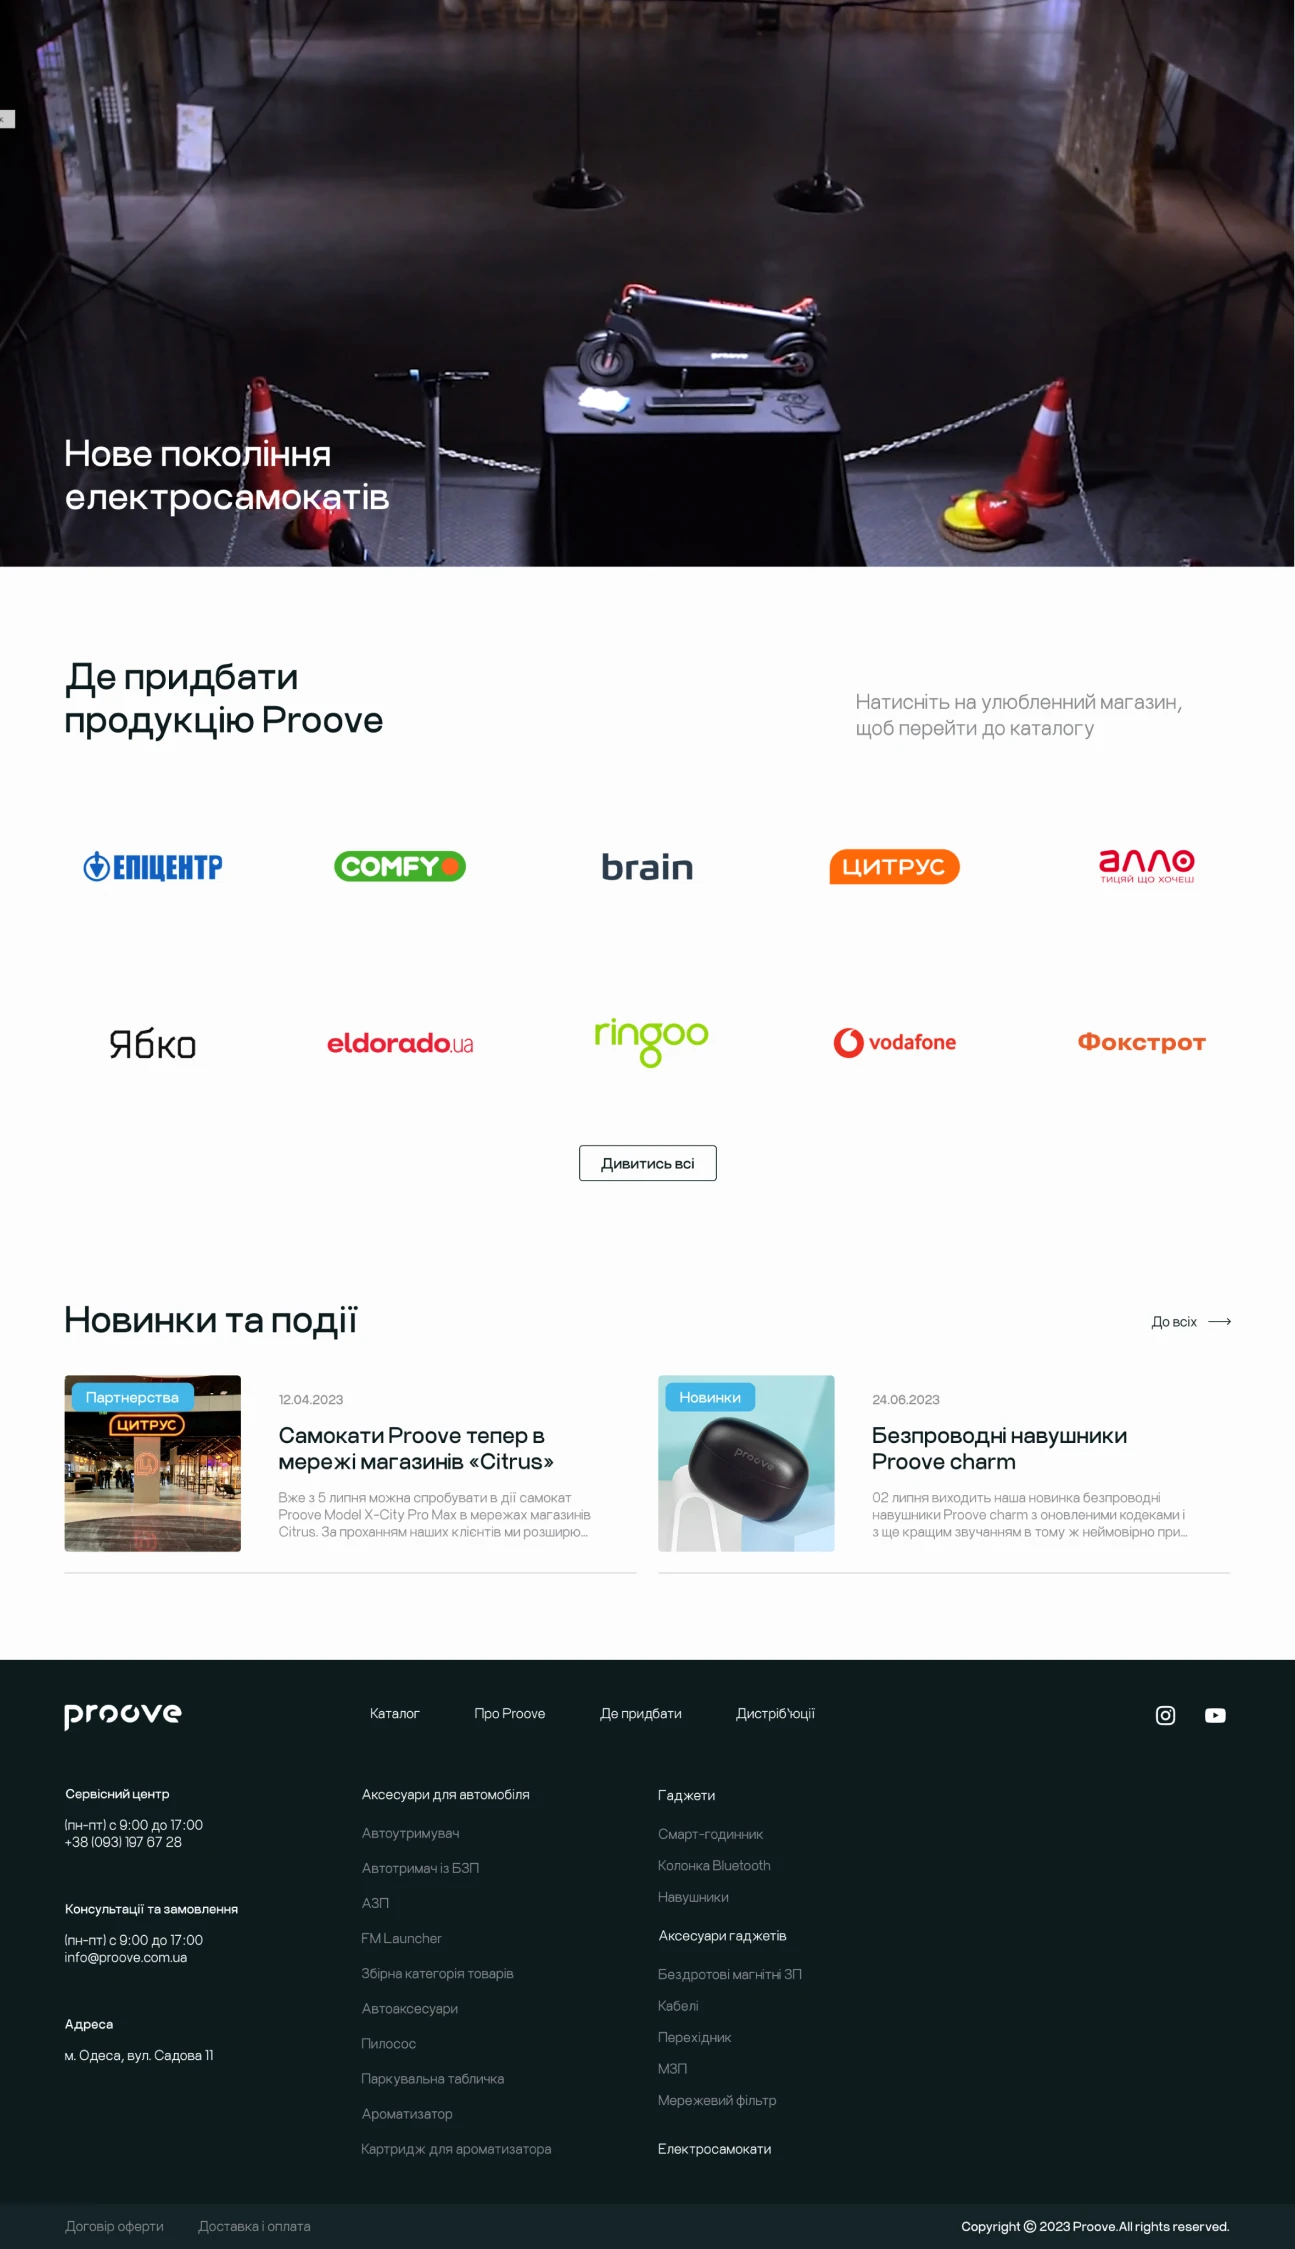 proove
Нове покоління
електросамокатів
Де придбати
продукцію Proove
Натисніть на улюбленний магазин,
щоб перейти до каталогу
ЕПІЦЕНТР
COMFY
brain
ЦИТРУС
алло
ТИЦЯЙ ЩО ХОЧЕШ
Ябко
eldorado.ua
ringoo
vodafone
Фокстрот
Дивитись всі
Новинки та події
До всіх
Партнерства
ЦИТРУС
12.04.2023
Самокати Proove тепер в
мережі магазинів «Citrus»
Вже з 5 липня можна спробувати в дії самокат
Proove Model X-City Pro Max в мережах магазинів
Citrus. За проханням наших клієнтів ми розширю...
Новинки
proove
24.06.2023
Безпроводні навушники
Proove charm
02 липня виходить наша новинка безпроводні
навушники Proove charm з оновленими кодеками і
з ще кращим звучанням в тому ж неймовірно при...
proove
Каталог
Про Proove
Де придбати
Дистриб'юції
Сервісний центр
(пн-пт) с 9:00 до 17:00
+38 (093) 197 67 28
Консультації та замовлення
(пн-пт) с 9:00 до 17:00
info@proove.com.ua
Адреса
м. Одеса, вул. Садова 11
Аксесуари для автомобіля
Автоутримувач
Автотримач із БЗП
АЗП
FM Launcher
Збірна категорія товарів
Автоаксесуари
Пилосос
Паркувальна табличка
Ароматизатор
Картридж для ароматизатора
Гаджети
Смарт-годинник
Колонка Bluetooth
Навушники
Аксесуари гаджетів
Бездротові магнітні ЗП
Кабелі
Перехідник
МЗП
Мережевий фільтр
Електросамокати
Договір оферти
Доставка і оплата
Copyright © 2023 Proove.All rights reserved.